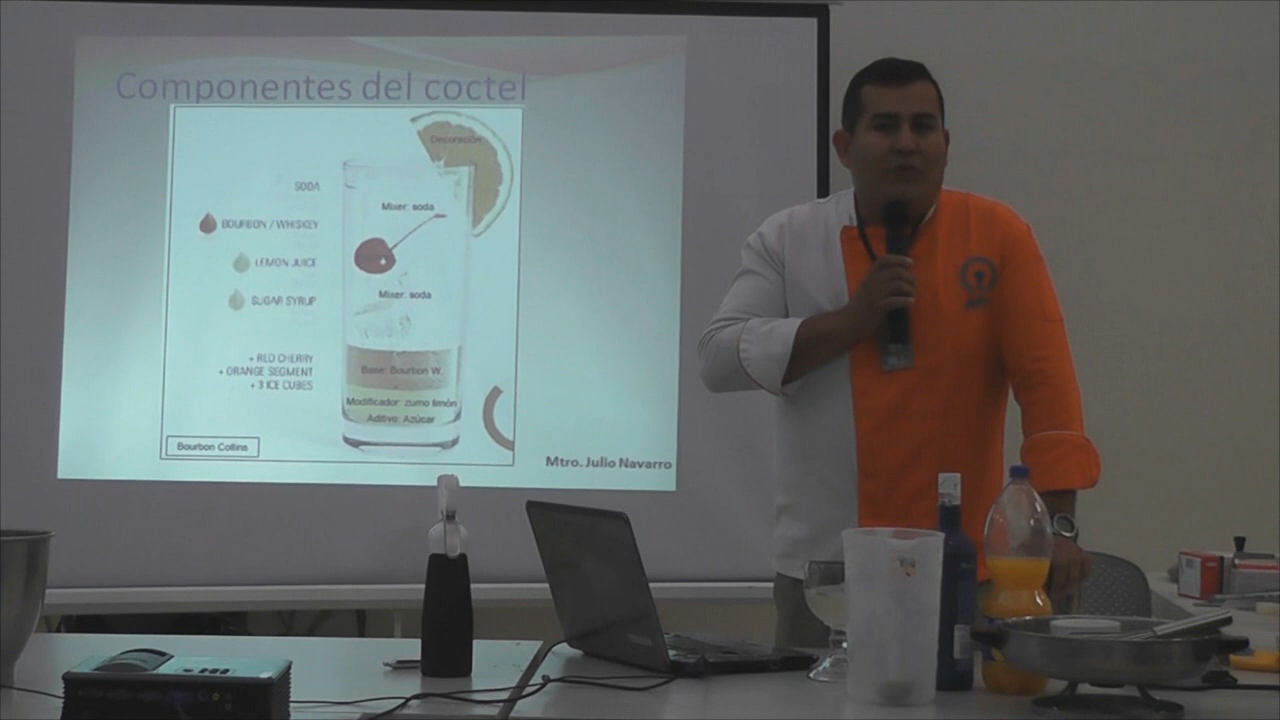 Componentes del coctel
Decoración
SODA
Mixer: soda
BOURBON / WHISKEY
LEMON JUICE
Mixer: soda
SUGAR SYRUP
+ RED CHERRY
+ ORANGE SEGMENT
+ 3 ICE CUBES
Base: Bourbon W.
Modificador: zumo limón
Aditivo: Azúcar
Bourbon Collins
Mtro. Julio Navarro